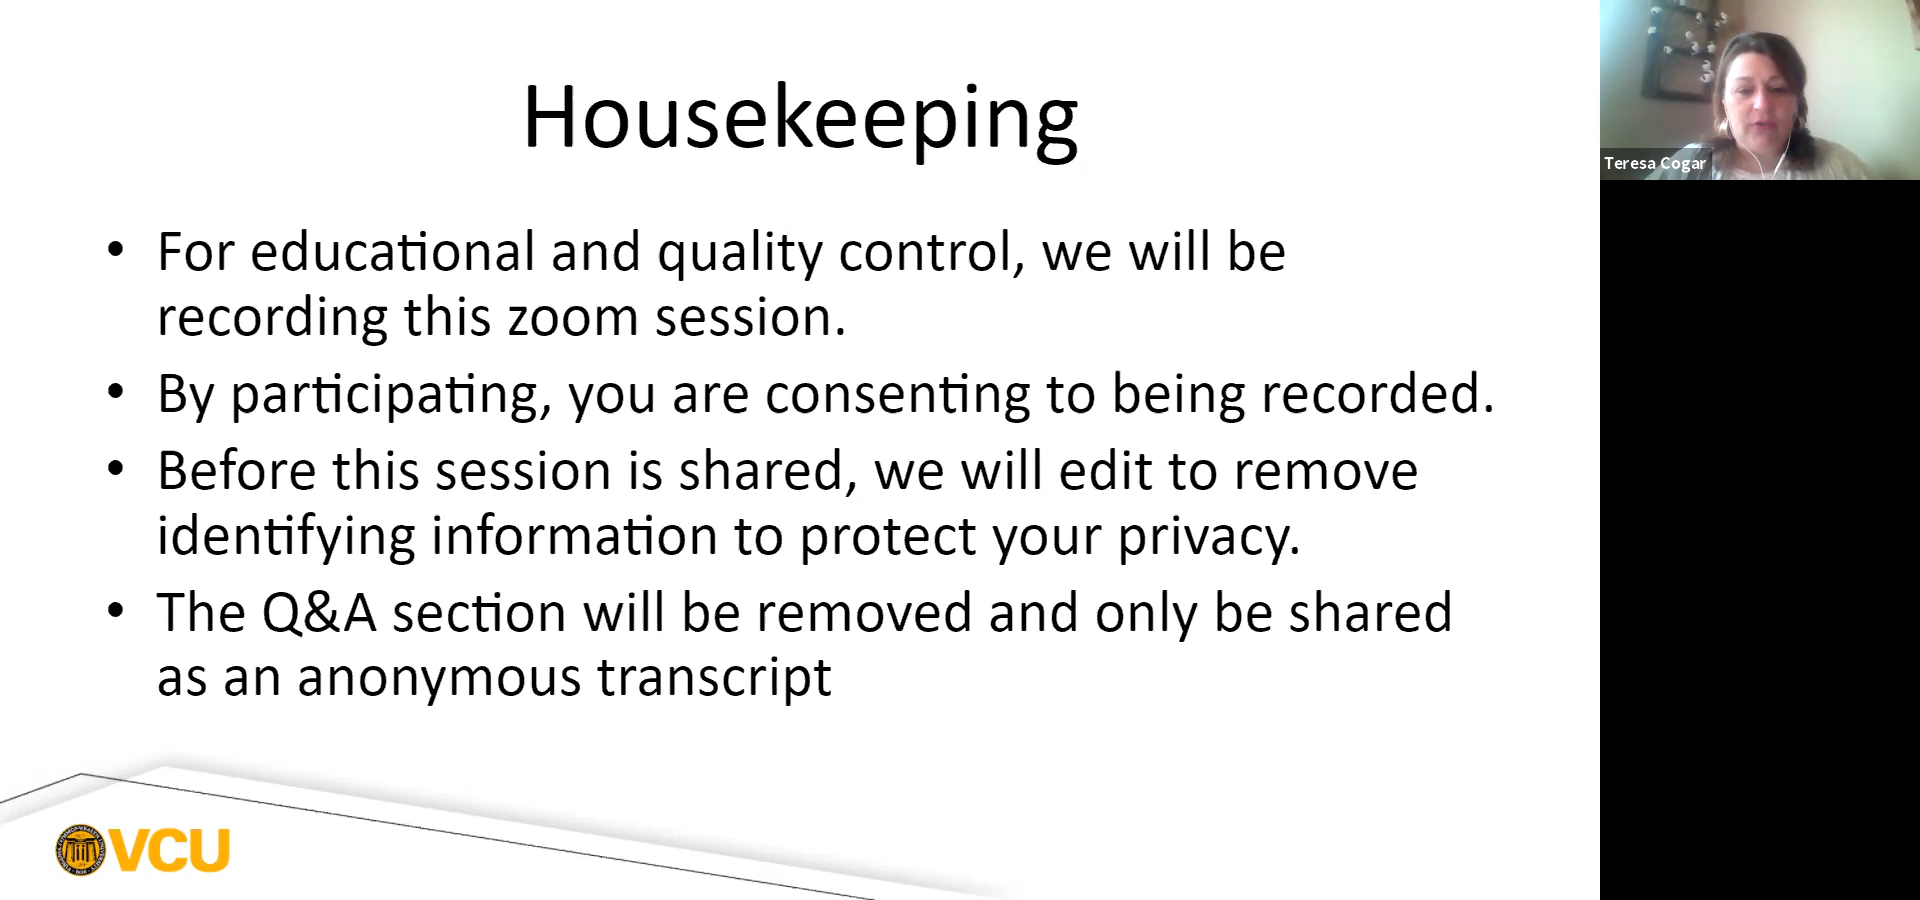 Housekeeping
• For educational and quality control, we will be
recording this zoom session.
• By participating, you are consenting to being recorded.
• Before this session is shared, we will edit to remove
identifying information to protect your privacy.
• The Q&A section will be removed and only be shared
as an anonymous transcript
VCU
Teresa Cogar